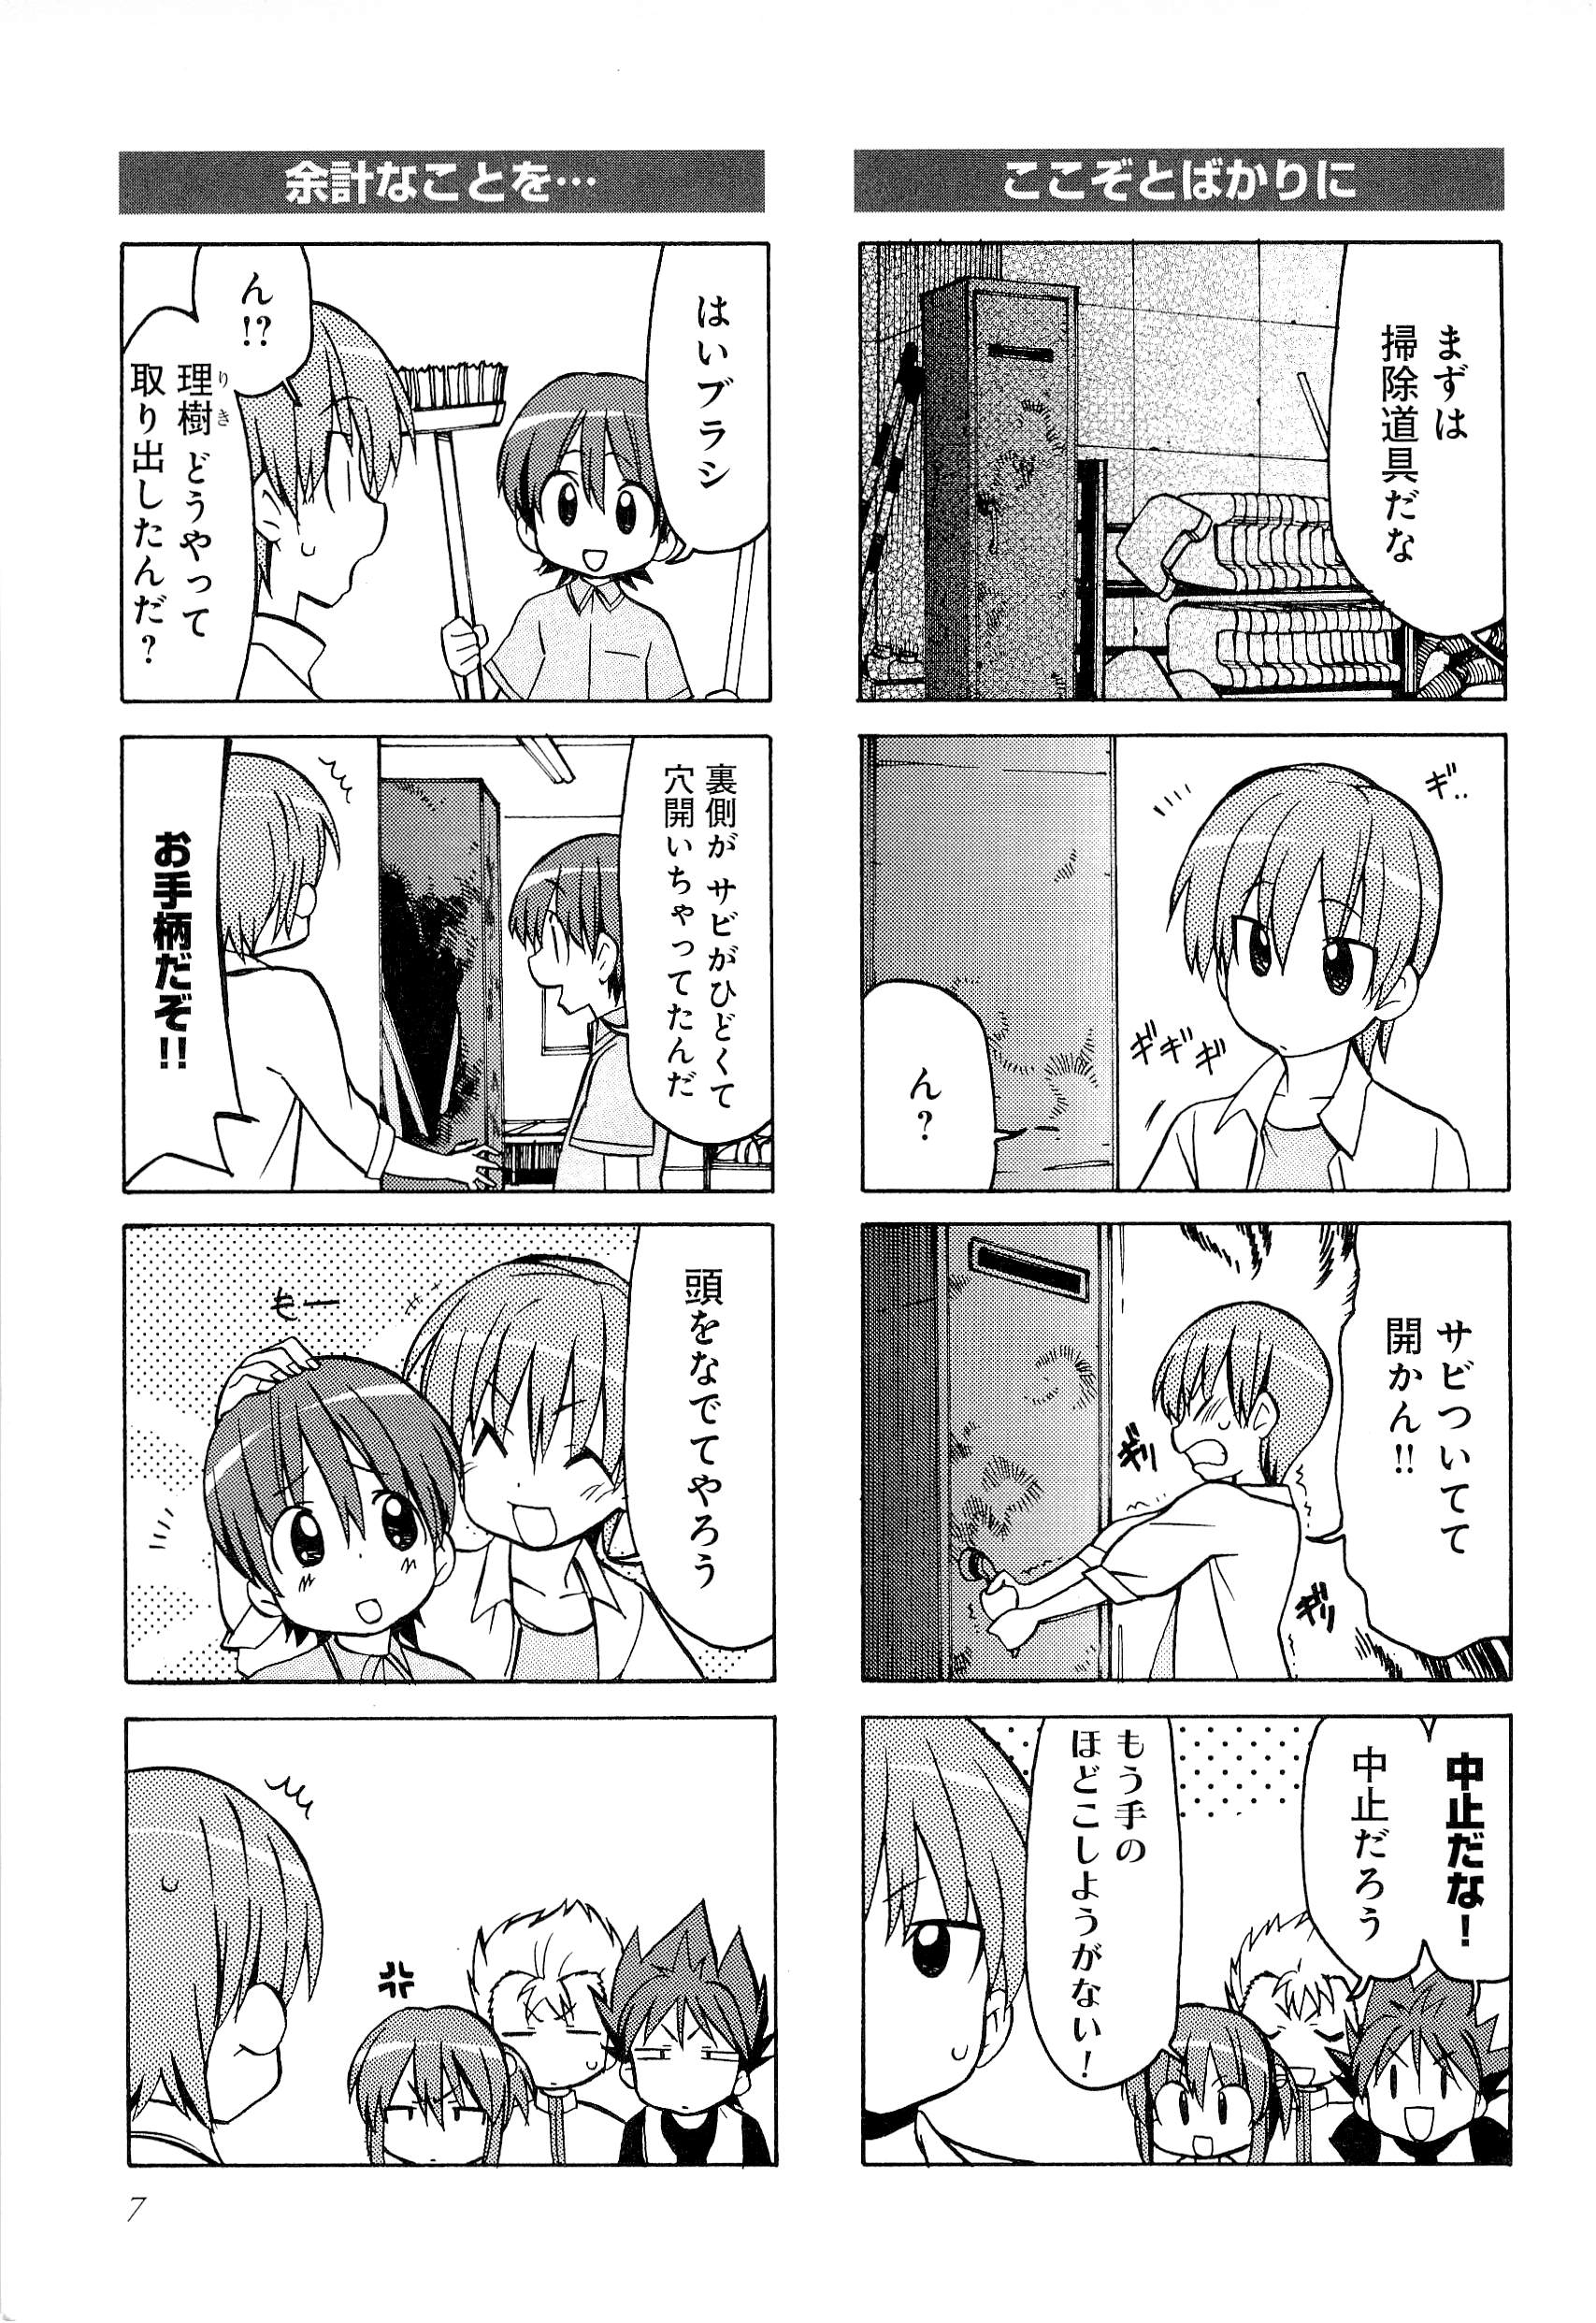 ここぞとばかりに
まずは
掃除道具だな
ギ‥
ギギギ
ん?
サビついてて
開かん!!
ギリ
ギリ
中止だな!
中止だろう
もう手の
ほどこしようがない!
余計なことを…
はいブラシ
ん!?
理樹どうやって
りき
取り出したんだ?
裏側が サビがひどくて
穴開いちゃってたんだ
お手柄だぞ!!
頭をなでてやろう
もー
7